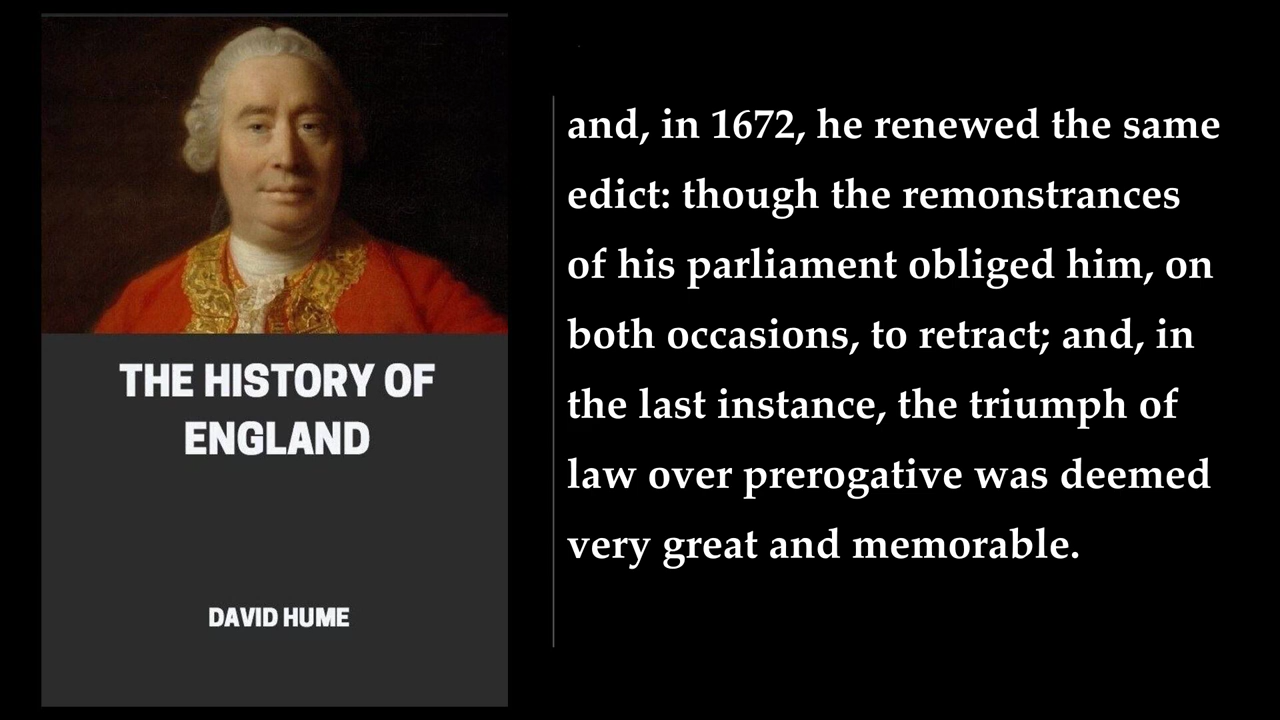 THE HISTORY OF
ENGLAND
DAVID HUME
and, in 1672, he renewed the same
edict: though the remonstrances
of his parliament obliged him, on
both occasions, to retract; and, in
the last instance, the triumph of
law over prerogative was deemed
very great and memorable.